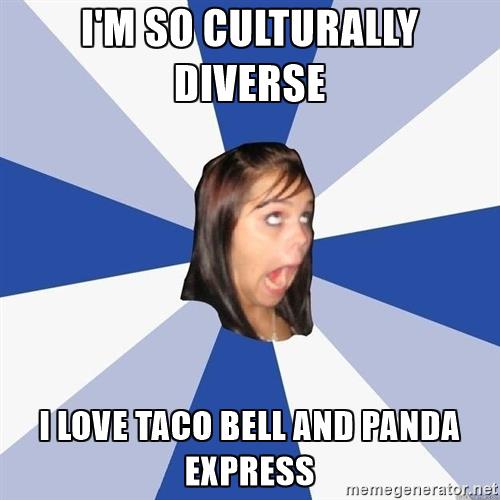 I'M SO CULTURALLY
DIVERSE
I LOVE TACO BELL AND PANDA
EXPRESS
memegenerator.net